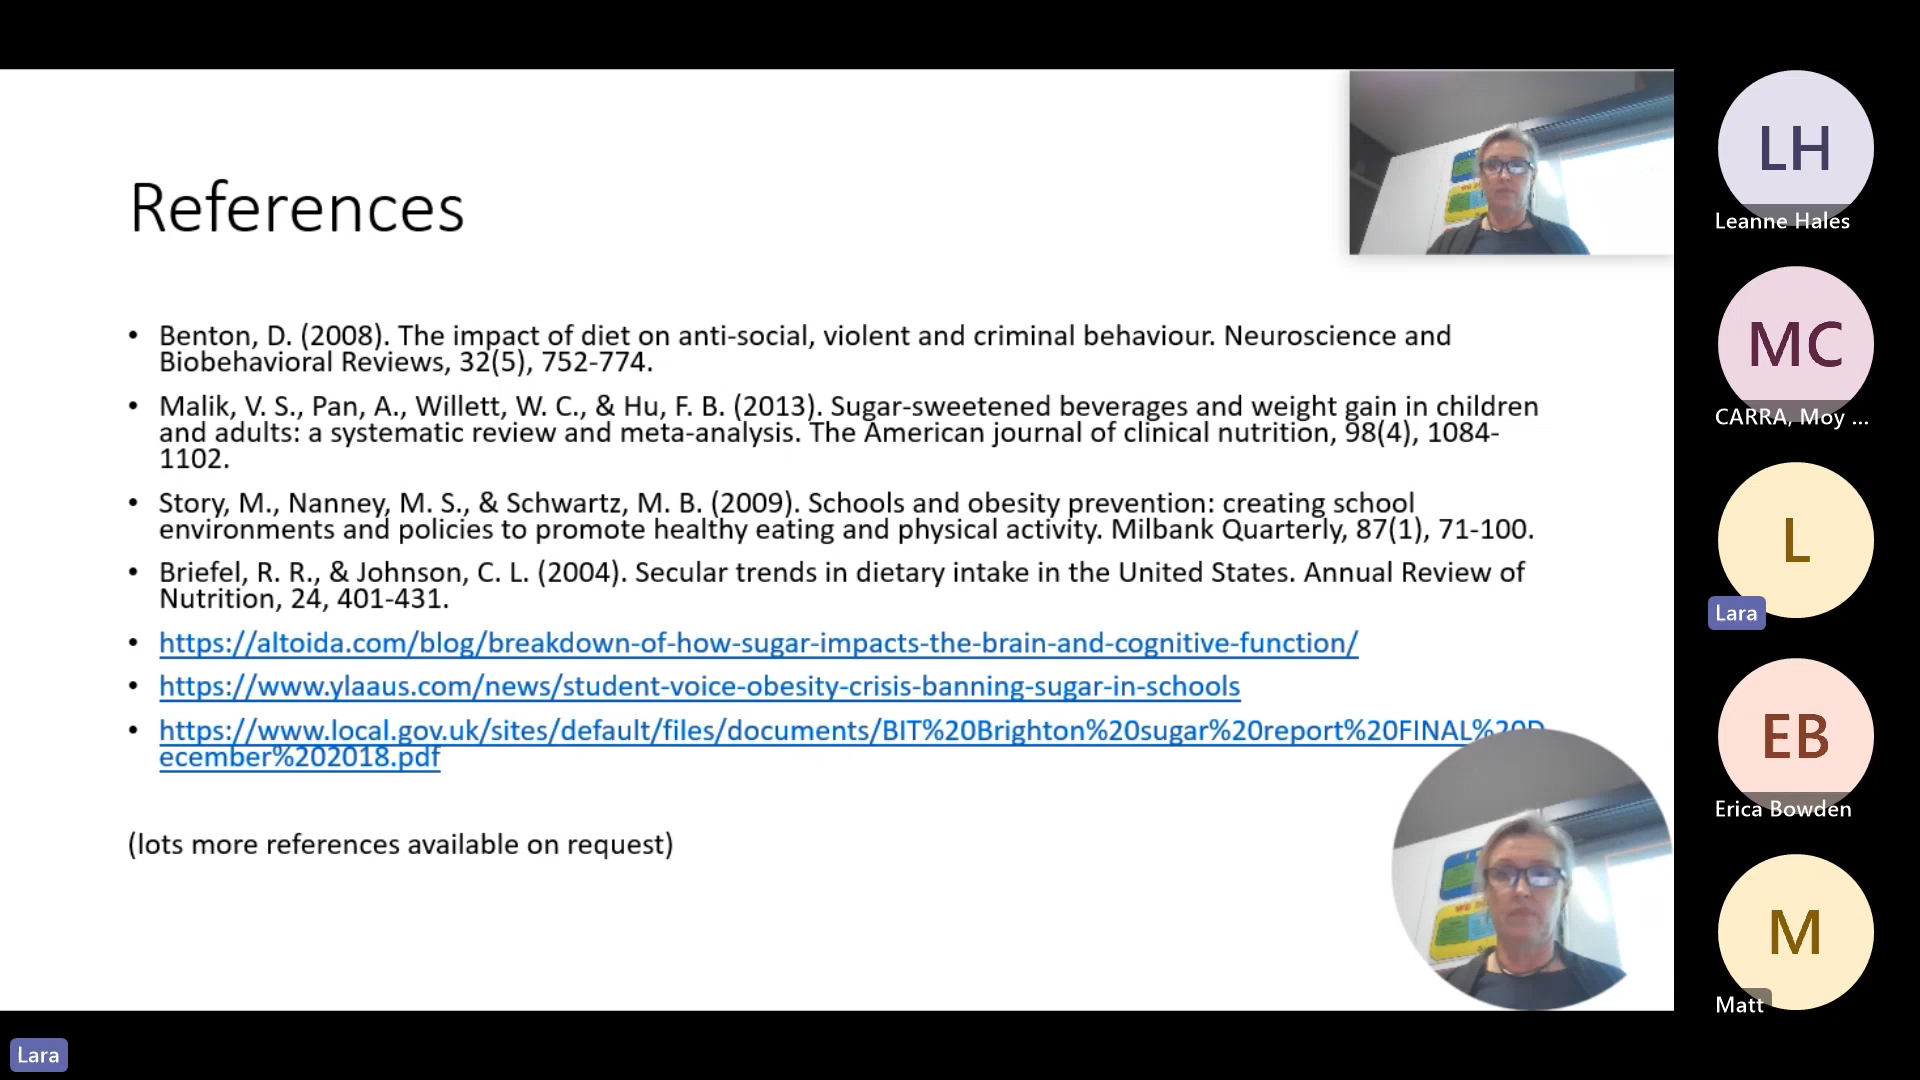 References
• Benton, D. (2008). The impact of diet on anti-social, violent and criminal behaviour. Neuroscience and
Biobehavioral Reviews, 32(5), 752-774.
• Malik, V. S., Pan, A., Willett, W. C., & Hu, F. B. (2013). Sugar-sweetened beverages and weight gain in children
and adults: a systematic review and meta-analysis. The American journal of clinical nutrition, 98(4), 1084-
1102.
• Story, M., Nanney, M. S., & Schwartz, M. B. (2009). Schools and obesity prevention: creating school
environments and policies to promote healthy eating and physical activity. Milbank Quarterly, 87(1), 71-100.
• Briefel, R. R., & Johnson, C. L. (2004). Secular trends in dietary intake in the United States. Annual Review of
Nutrition, 24, 401-431.
• https://altoida.com/blog/breakdown-of-how-sugar-impacts-the-brain-and-cognitive-function/
• https://www.ylaaus.com/news/student-voice-obesity-crisis-banning-sugar-in-schools
• https://www.local.gov.uk/sites/default/files/documents/BIT%20Brighton%20sugar%20report%20FINAL%20D
ecember%202018.pdf
(lots more references available on request)
LH
Leanne Hales
MC
CARRA, Moy ...
L
Lara
EB
Erica Bowden
M
Matt
Lara